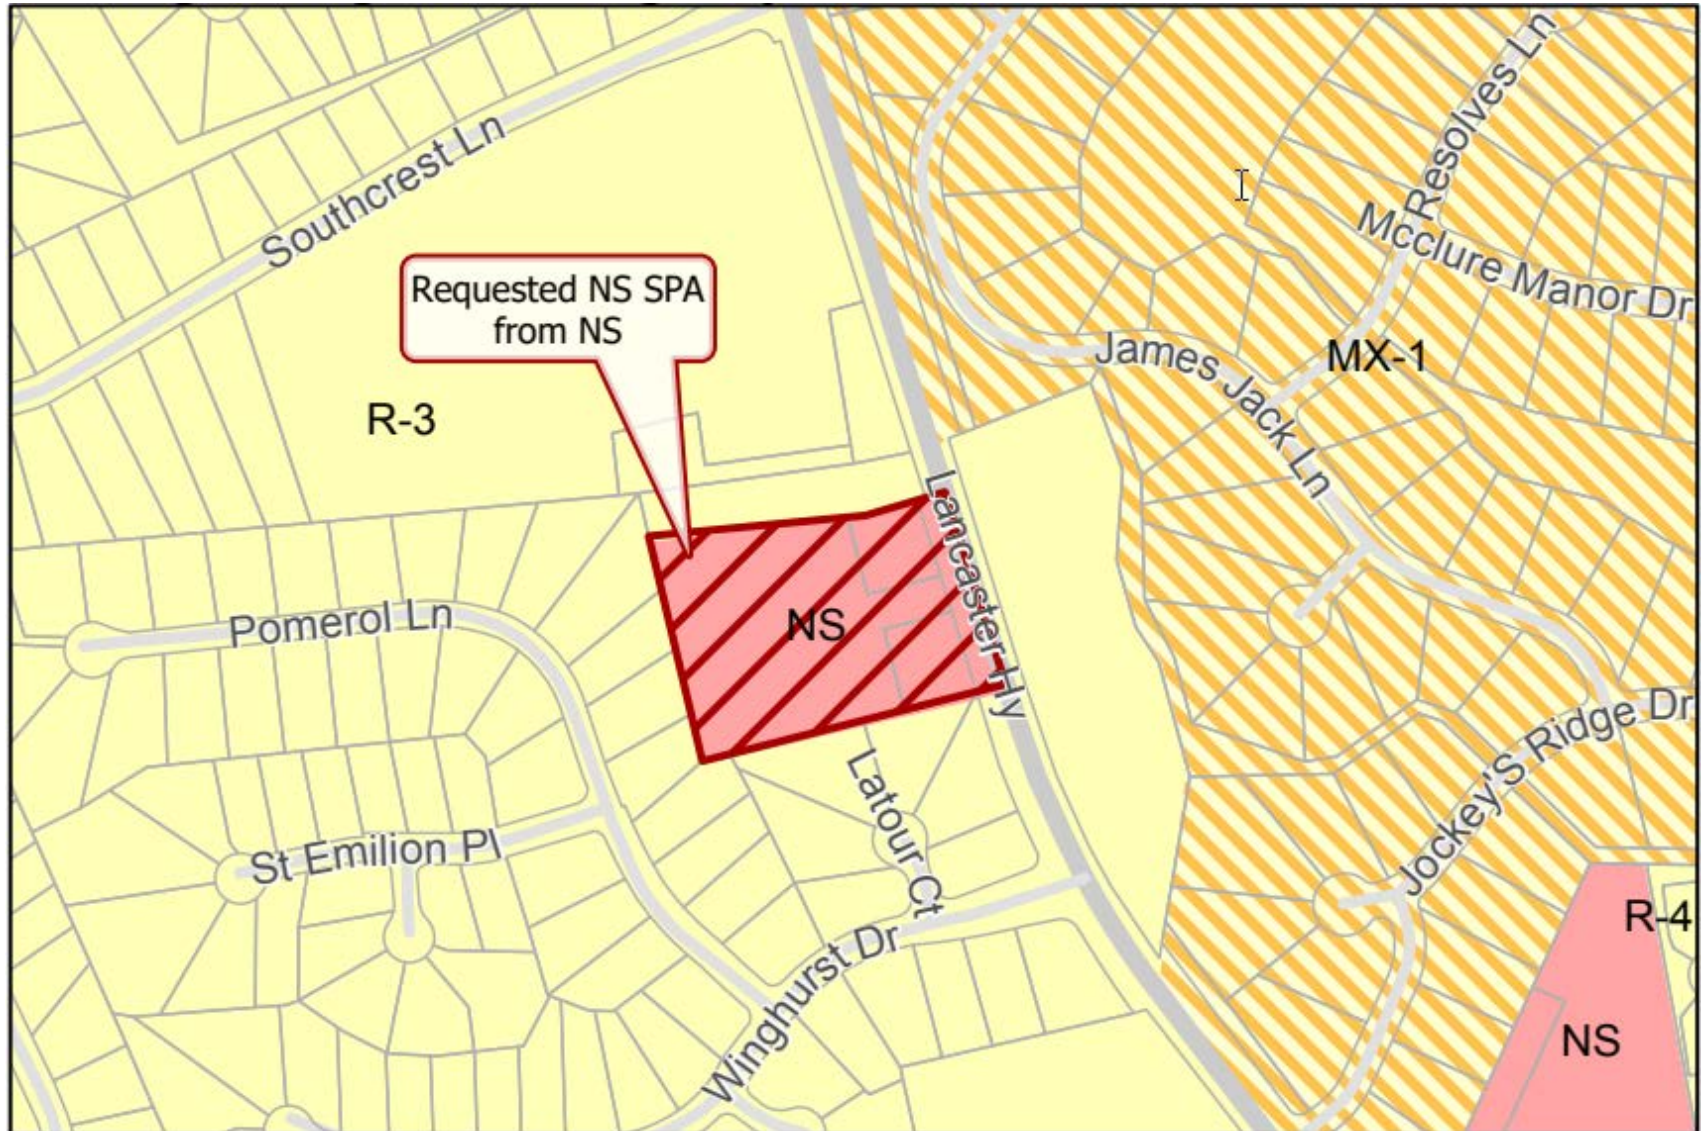 Southcrest Ln
Resolves Ln
Mcclure Manor Dr
Requested NS SPA
from NS
James Jack Ln
MX-1
R-3
Lancaster Hy
Pomerol Ln
NS
Jockey'S Ridge Dr
Latour Ct
St Emilion Pl
R-4
Winghurst Dr
NS